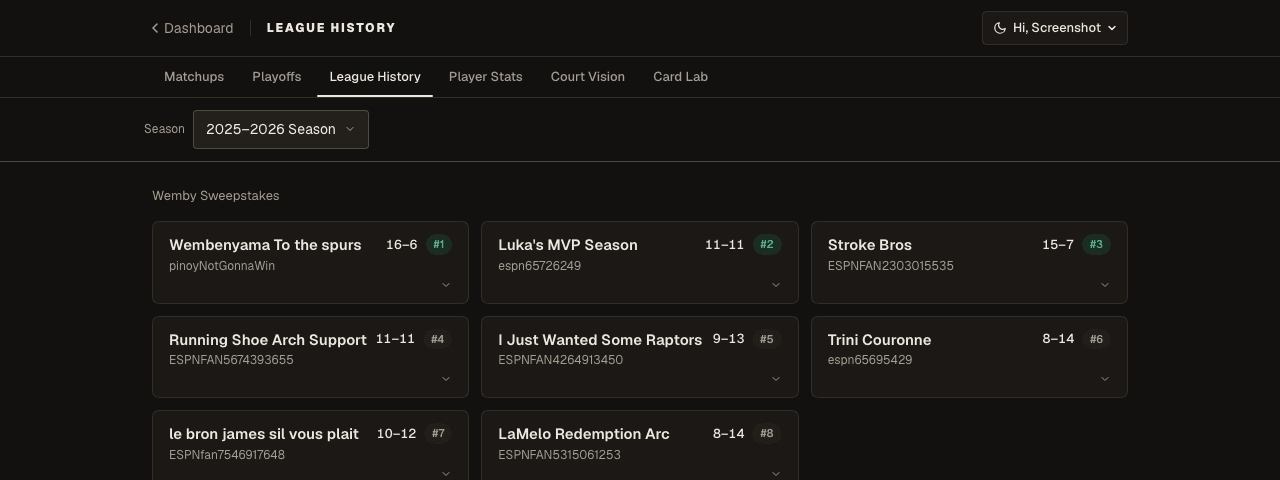 Dashboard
LEAGUE HISTORY
Hi, Screenshot
Matchups
Playoffs
League History
Player Stats
Court Vision
Card Lab
Season
2025–2026 Season
Wemby Sweepstakes
Wembenyama To the spurs 16–6 #1
pinoyNotGonnaWin
Luka's MVP Season 11–11 #2
espn65726249
Stroke Bros 15–7 #3
ESPNFAN2303015535
Running Shoe Arch Support 11–11 #4
ESPNFAN5674393655
I Just Wanted Some Raptors 9–13 #5
ESPNFAN4264913450
Trini Couronne 8–14 #6
espn65695429
le bron james sil vous plait 10–12 #7
ESPNfan7546917648
LaMelo Redemption Arc 8–14 #8
ESPNFAN5315061253